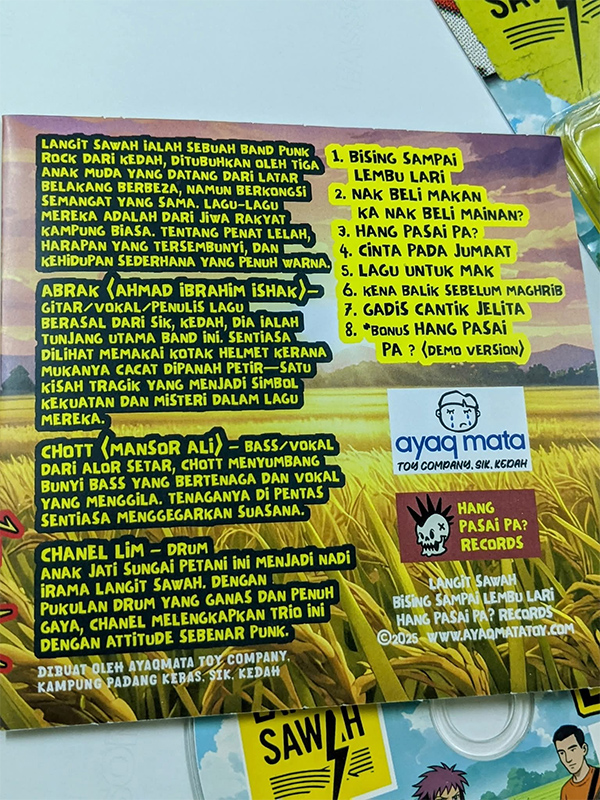 SAWAH
LANGIT SAWAH IALAH SEBUAH BAND PUNK
ROCK DARI KEDAH, DITUBUHKAN OLEH TIGA
ANAK MUDA YANG DATANG DARI LATAR
BELAKANG BERBEZA, NAMUN BERKONGSI
SEMANGAT YANG SAMA. LAGU-LAGU
MEREKA ADALAH DARI JIWA RAKYAT
KAMPUNG BIASA. TENTANG PENAT LELAH,
HARAPAN YANG TERSEMBUNYI, DAN
KEHIDUPAN SEDERHANA YANG PENUH WARNA.
ABRAK (AHMAD IBRAHIM ISHAK)–
GITAR/VOKAL/PENULIS LAGU
BERASAL DARI SIK, KEDAH, DIA IALAH
TUNJANG UTAMA BAND INI. SENTIASA
DILIHAT MEMAKAI KOTAK HELMET KERANA
MUKANYA CACAT DIPANAH PETIR—SATU
KISAH TRAGIK YANG MENJADI SIMBOL
KEKUATAN DAN MISTERI DALAM LAGU
MEREKA.
CHOTT (MANSOR ALI) – BASS/VOKAL
DARI ALOR SETAR, CHOTT MENYUMBANG
BUNYI BASS YANG BERTENAGA DAN VOKAL
YANG MENGGILA. TENAGANYA DI PENTAS
SENTIASA MENGGEGARKAN SUASANA.
CHANEL LIM – DRUM
ANAK JATI SUNGAI PETANI INI MENJADI NADI
IRAMA LANGIT SAWAH. DENGAN
PUKULAN DRUM YANG GANAS DAN PENUH
GAYA, CHANEL MELENGKAPKAN TRIO INI
DENGAN ATTITUDE SEBENAR PUNK.
DIBUAT OLEH AYAQMATA TOY COMPANY.
KAMPUNG PADANG KERAS. SIK. KEDAH
1. BISING SAMPAI
LEMBU LARI
2. NAK BELI MAKAN
KA NAK BELI MAINAN?
3. HANG PASAI PA?
4. CINTA PADA JUMAAT
5. LAGU UNTUK MAK
6. KENA BALIK SEBELUM MAGHRIB
7. GADIS CANTIK JELITA
8. *BONUS HANG PASAI
PA ? (DEMO VERSION)
ayaq mata
TOY COMPANY. SIK. KEDAH
HANG
PASAI PA?
RECORDS
LANGIT SAWAH
BISING SAMPAI LEMBU LARI
HANG PASAI PA? RECORDS
©2025 WWW.AYAQMATATOY.COM
SAWAH